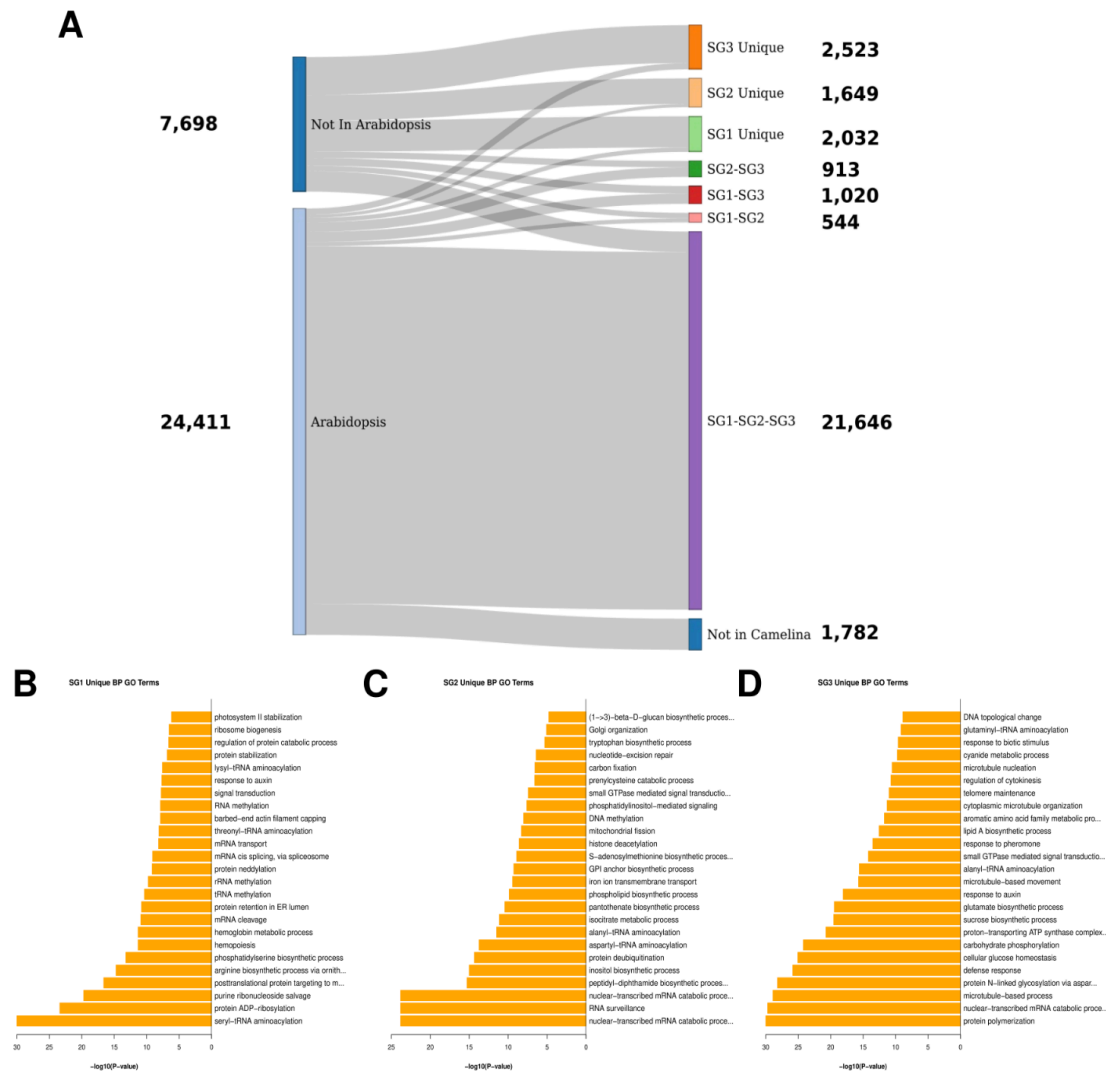 A
7,698
Not In Arabidopsis
24,411
Arabidopsis
SG3 Unique 2,523
SG2 Unique 1,649
SG1 Unique 2,032
SG2-SG3 913
SG1-SG3 1,020
SG1-SG2 544
SG1-SG2-SG3 21,646
Not in Camelina 1,782
B
SG1 Unique BP GO Terms
photosystem II stabilization
ribosome biogenesis
regulation of protein catabolic process
protein stabilization
lysyl−tRNA aminoacylation
response to auxin
signal transduction
RNA methylation
barbed−end actin filament capping
threonyl−tRNA aminoacylation
mRNA transport
mRNA cis splicing, via spliceosome
protein neddylation
rRNA methylation
tRNA methylation
protein retention in ER lumen
mRNA cleavage
hemoglobin metabolic process
hemopoiesis
phosphatidylserine biosynthetic process
arginine biosynthetic process via ornith...
posttranslational protein targeting to m...
purine ribonucleoside salvage
protein ADP−ribosylation
seryl−tRNA aminoacylation
30 25 20 15 10 5 0
−log10(P−value)
C
SG2 Unique BP GO Terms
(1−>3)−beta−D−glucan biosynthetic proces...
Golgi organization
tryptophan biosynthetic process
nucleotide−excision repair
carbon fixation
prenylcysteine catabolic process
small GTPase mediated signal transductio...
phosphatidylinositol−mediated signaling
DNA methylation
mitochondrial fission
histone deacetylation
S−adenosylmethionine biosynthetic proces...
GPI anchor biosynthetic process
iron ion transmembrane transport
phospholipid biosynthetic process
pantothenate biosynthetic process
isocitrate metabolic process
alanyl−tRNA aminoacylation
aspartyl−tRNA aminoacylation
protein deubiquitination
inositol biosynthetic process
peptidyl−diphthamide biosynthetic proces...
nuclear−transcribed mRNA catabolic proce...
RNA surveillance
nuclear−transcribed mRNA catabolic proce...
25 20 15 10 5 0
−log10(P−value)
D
SG3 Unique BP GO Terms
DNA topological change
glutaminyl−tRNA aminoacylation
response to biotic stimulus
cyanide metabolic process
microtubule nucleation
regulation of cytokinesis
telomere maintenance
cytoplasmic microtubule organization
aromatic amino acid family metabolic pro...
lipid A biosynthetic process
response to pheromone
small GTPase mediated signal transductio...
alanyl−tRNA aminoacylation
microtubule−based movement
response to auxin
glutamate biosynthetic process
sucrose biosynthetic process
proton−transporting ATP synthase complex..
carbohydrate phosphorylation
cellular glucose homeostasis
defense response
protein N−linked glycosylation via aspar...
microtubule−based process
nuclear−transcribed mRNA catabolic proce..
protein polymerization
30 25 20 15 10 5 0
−log10(P−value)